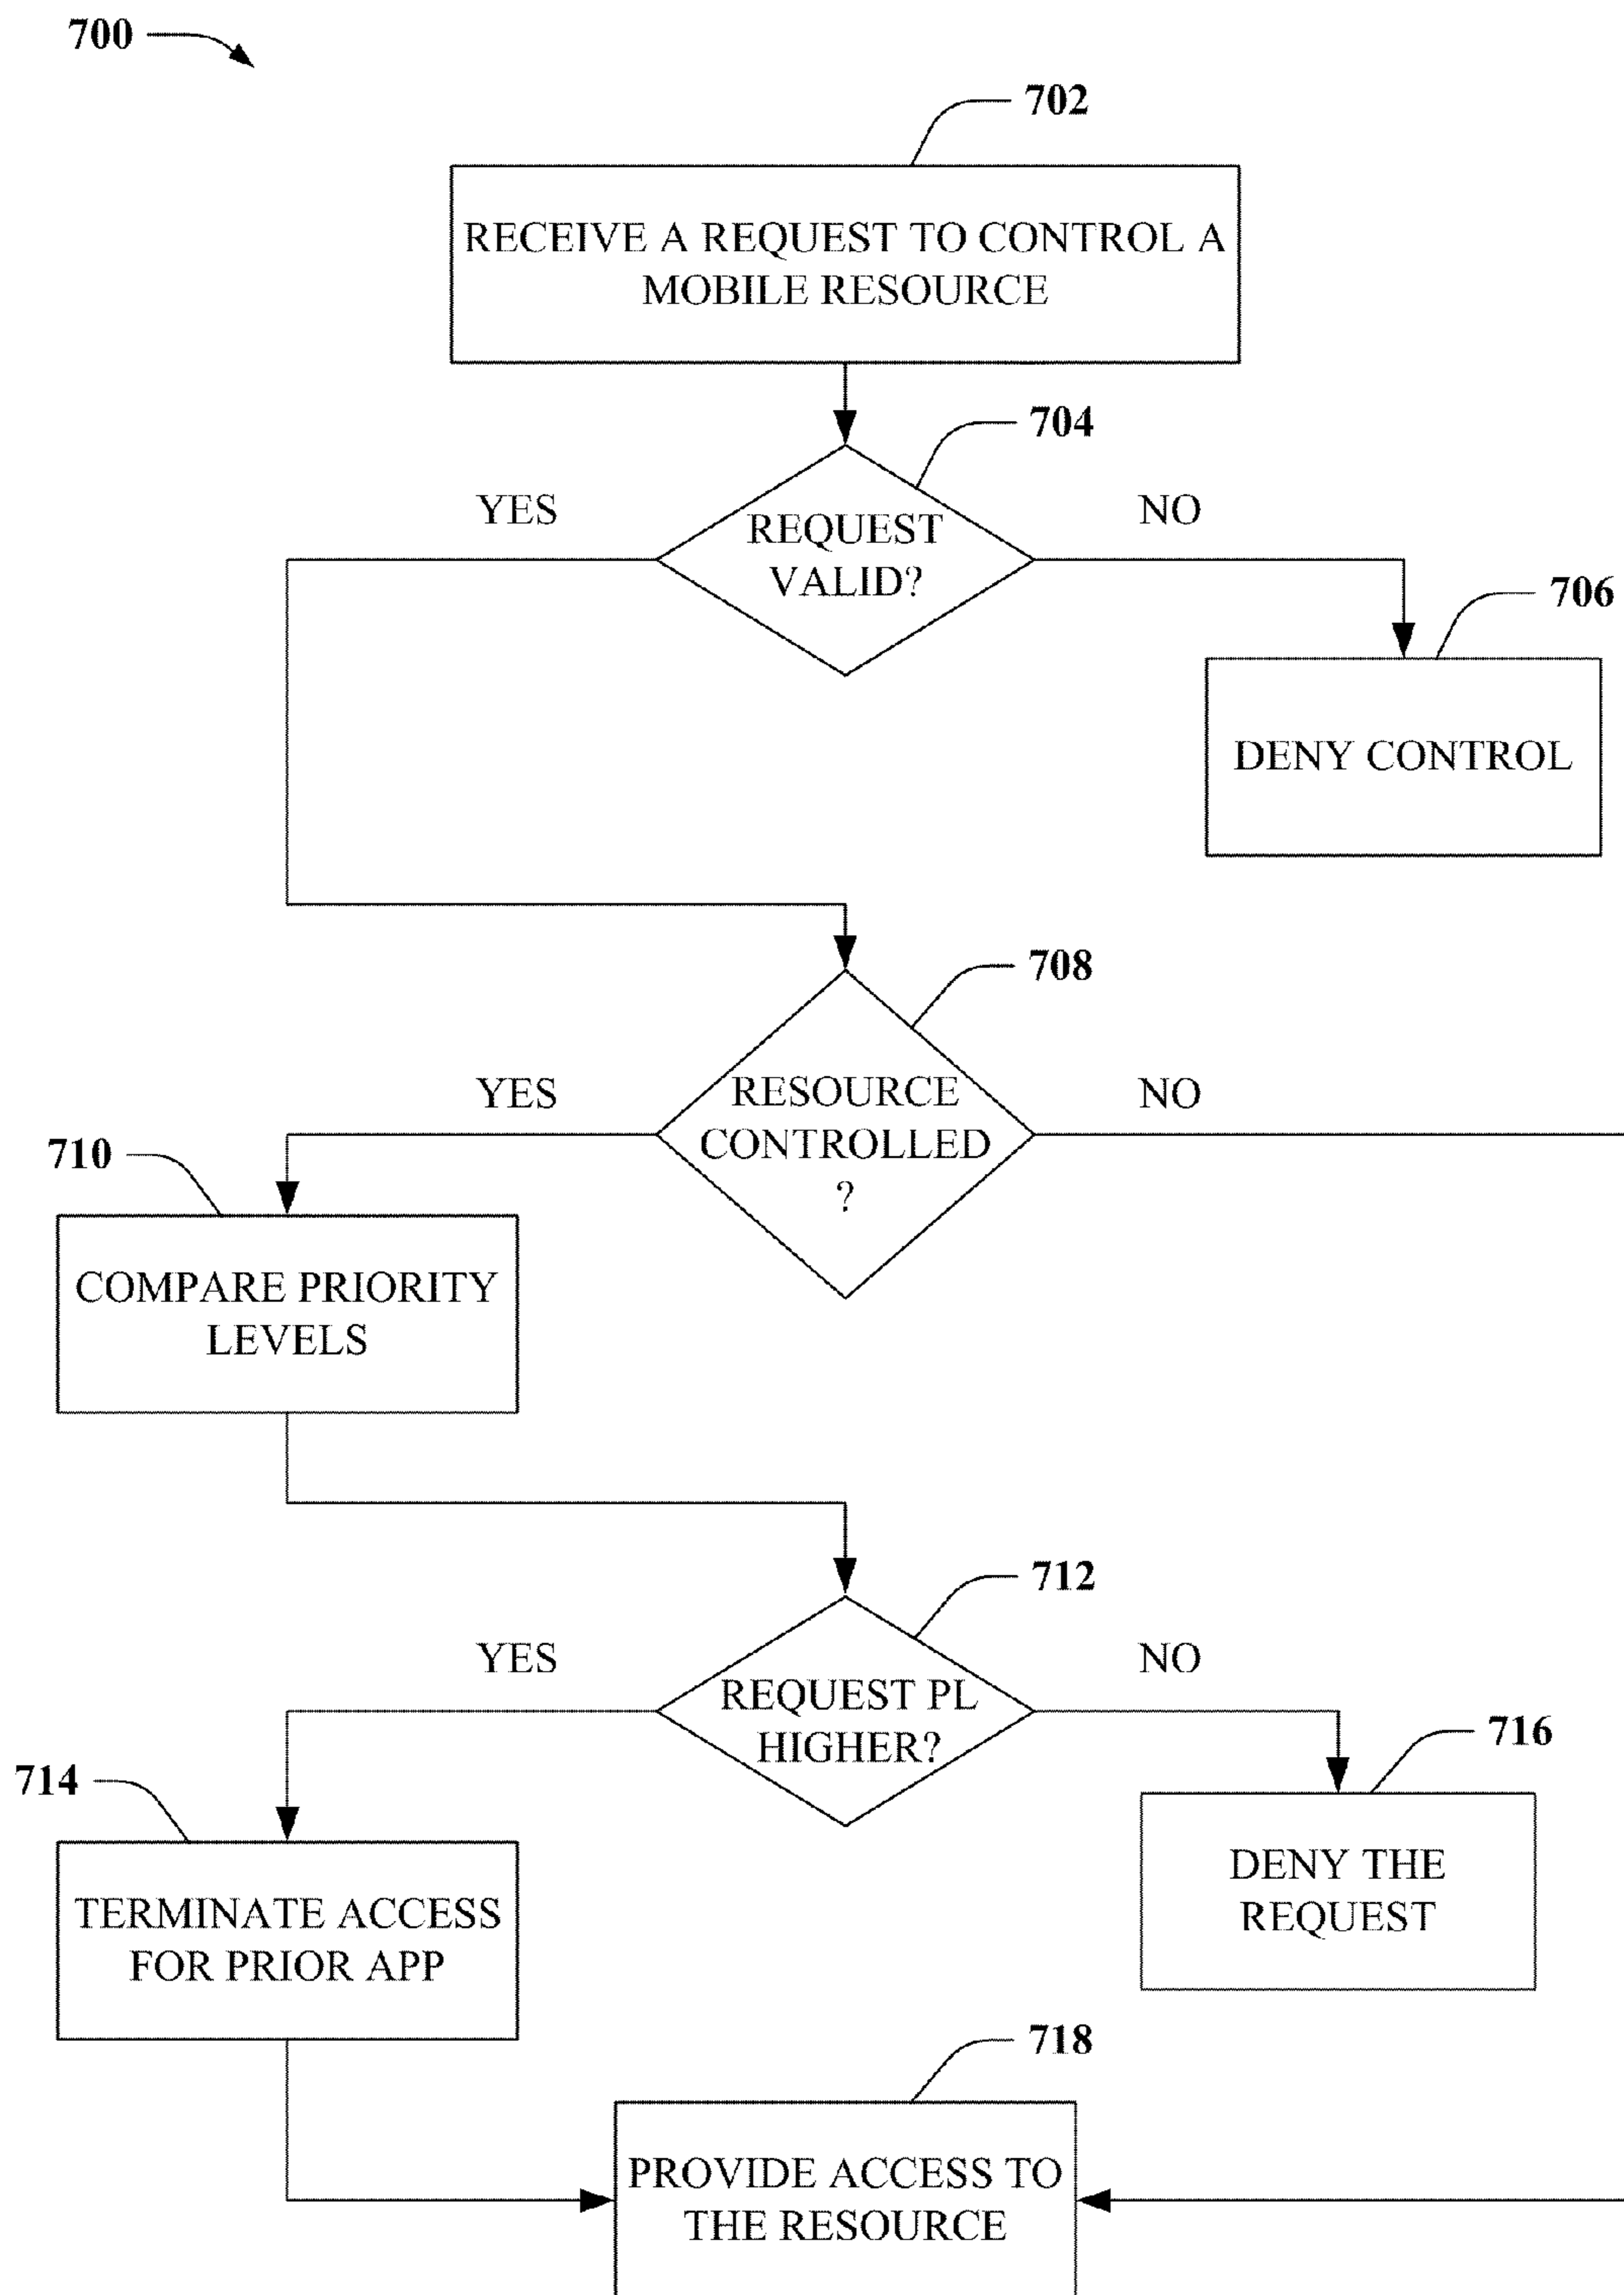 700
702
RECEIVE A REQUEST TO CONTROL A
MOBILE RESOURCE
704
YES
NO
REQUEST
VALID?
706
DENY CONTROL
708
YES
NO
RESOURCE
CONTROLLED
?
710
COMPARE PRIORITY
LEVELS
712
YES
NO
REQUEST PL
HIGHER?
714
716
TERMINATE ACCESS
FOR PRIOR APP
DENY THE
REQUEST
718
PROVIDE ACCESS TO
THE RESOURCE